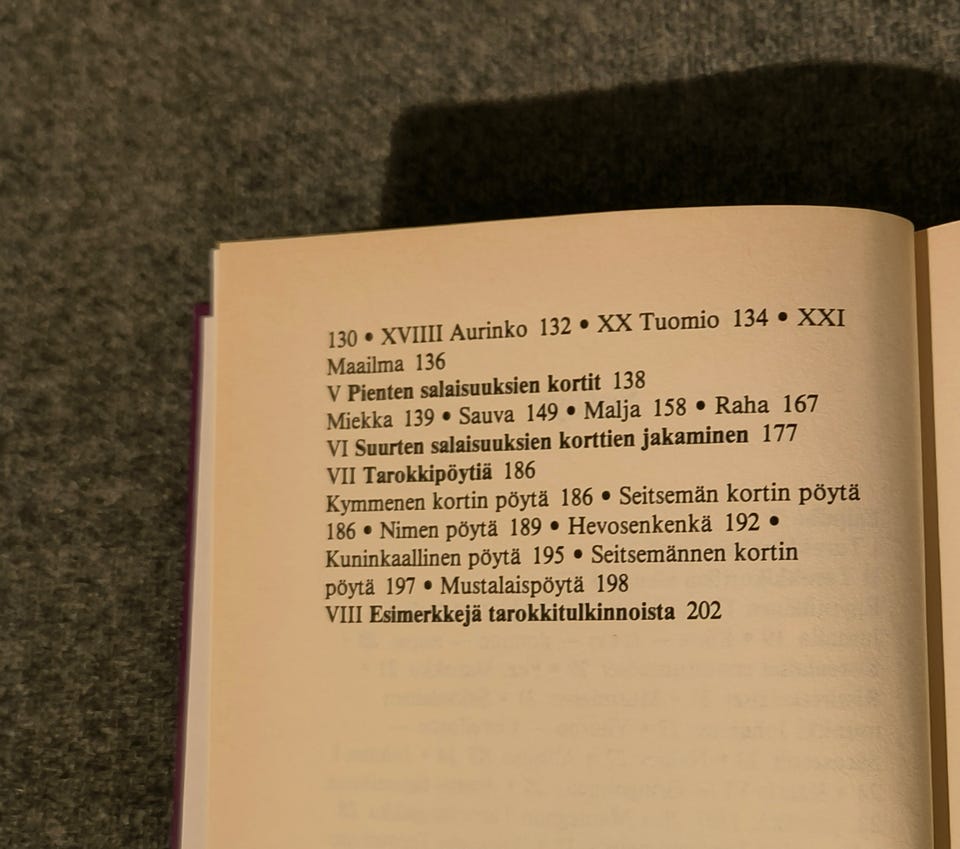 130 • XVIIII Aurinko 132 • XX Tuomio 134 • XXI
Maailma 136
V Pienten salaisuuksien kortit 138
Miekka 139 • Sauva 149 • Malja 158 • Raha 167
VI Suurten salaisuuksien korttien jakaminen 177
VII Tarokkipöytiä 186
Kymmenen kortin pöytä 186 • Seitsemän kortin pöytä
186 • Nimen pöytä 189 • Hevosenkenkä 192 •
Kuninkaallinen pöytä 195 • Seitsemännen kortin
pöytä 197 • Mustalaispöytä 198
VIII Esimerkkejä tarokkitulkinnoista 202